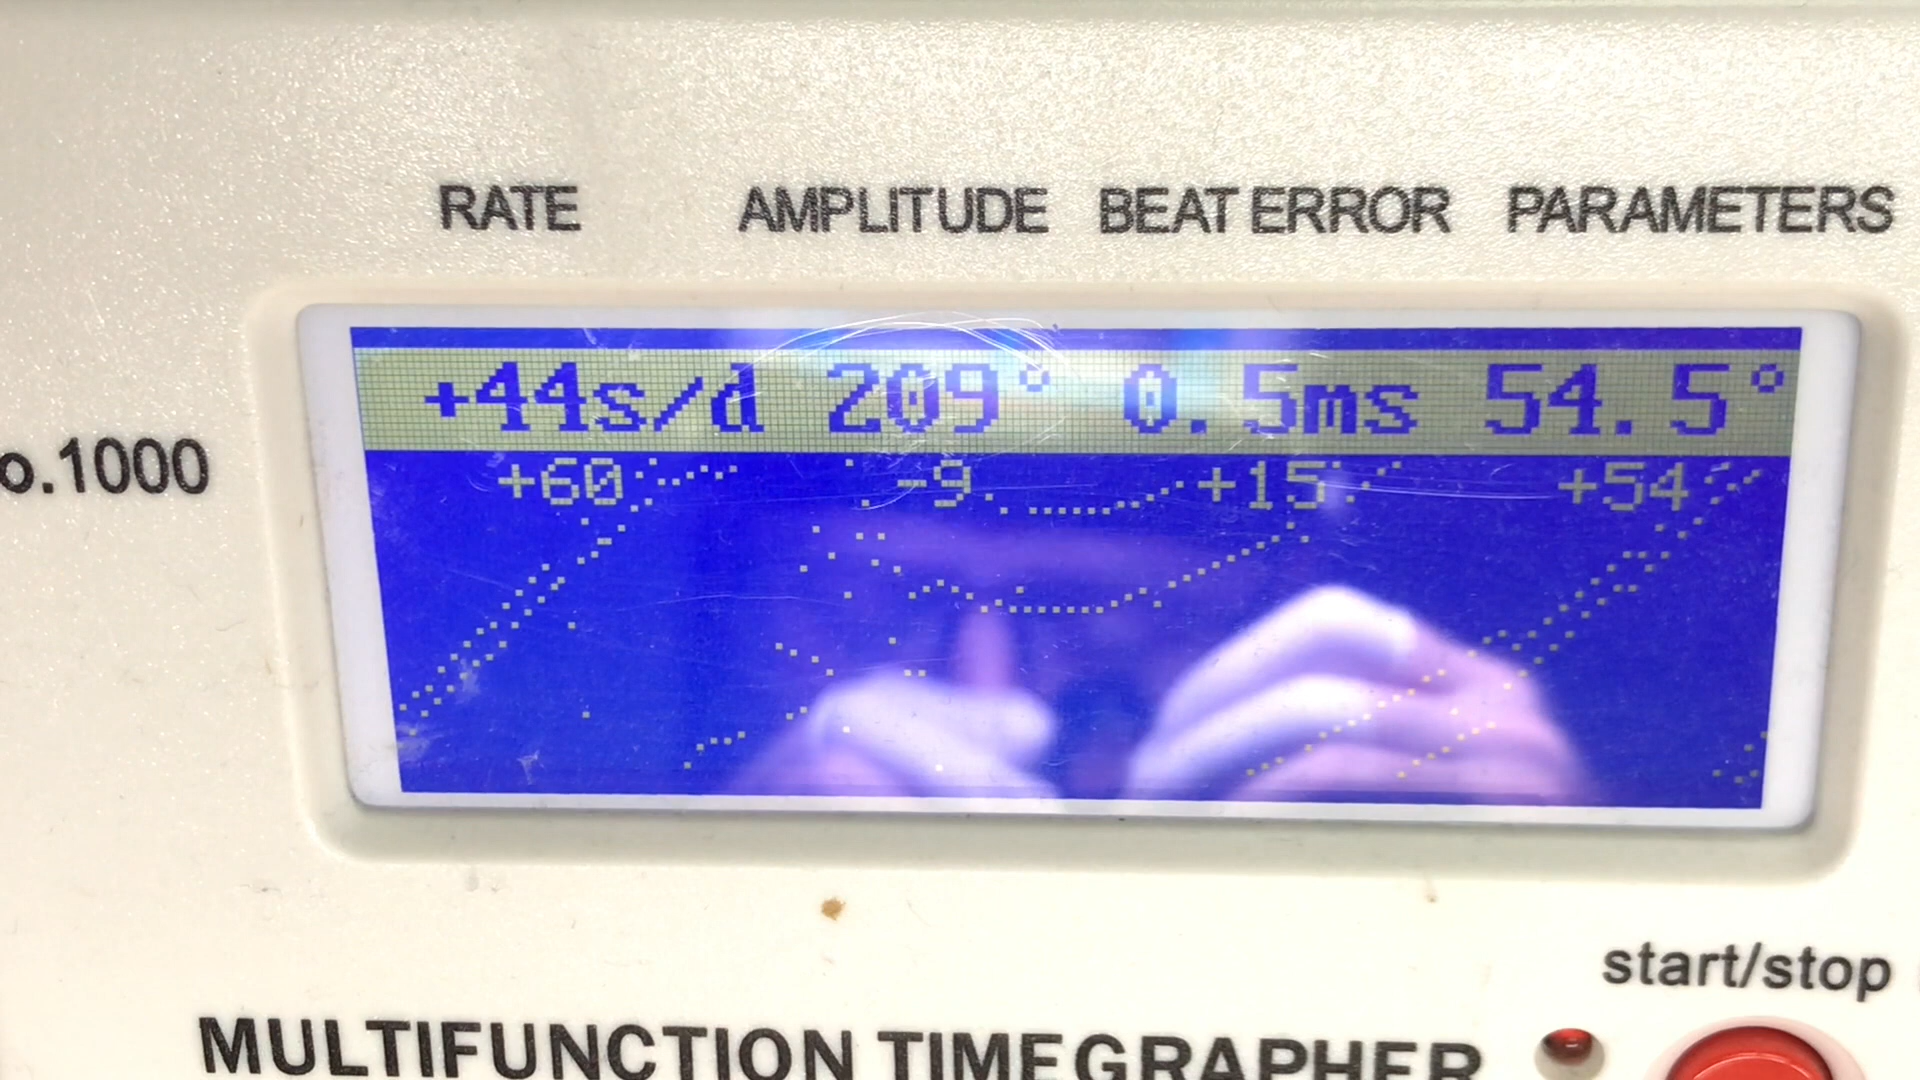 RATE AMPLITUDE BEAT ERROR PARAMETERS
+44s/d 209° 0.5ms 54.5°
+60 -9 +15 +54
o.1000
start/stop
MULTIFUNCTION TIMEGRAPHER